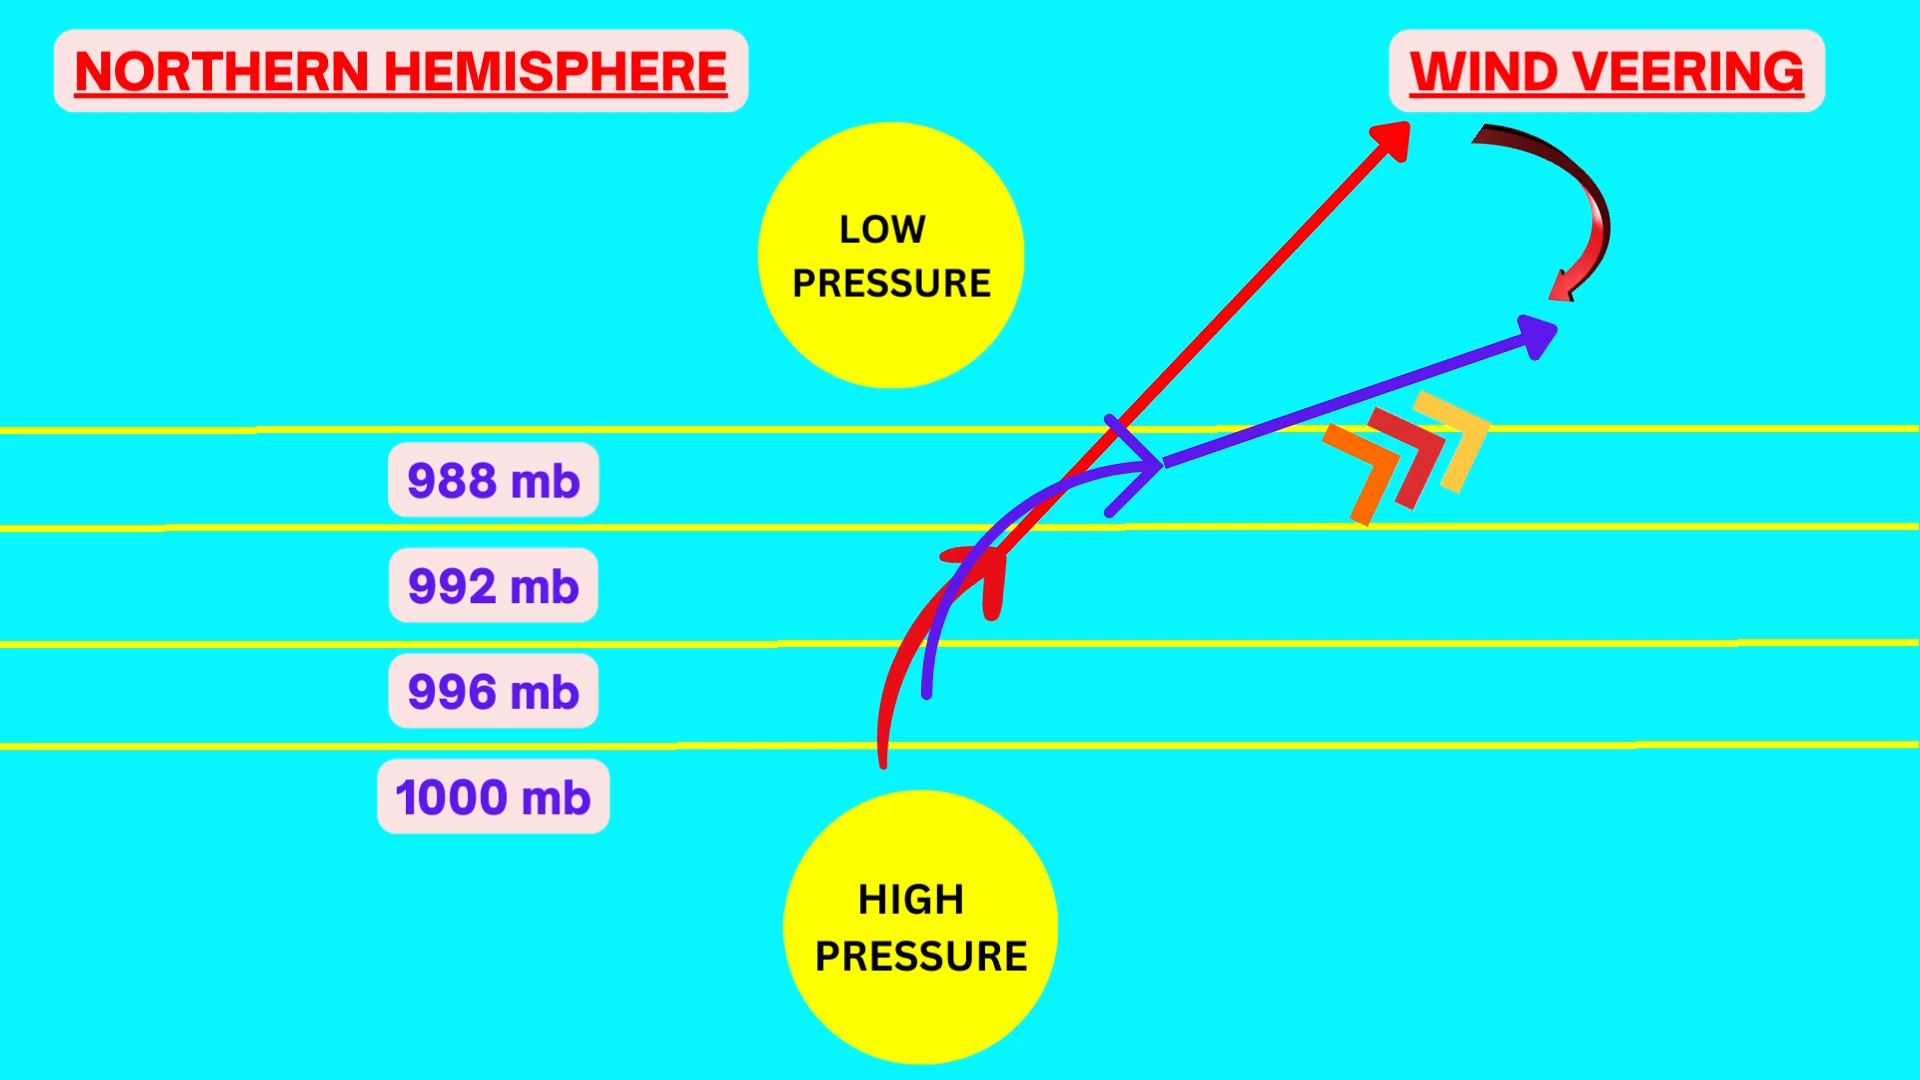 NORTHERN HEMISPHERE
WIND VEERING
LOW
PRESSURE
988 mb
992 mb
996 mb
1000 mb
HIGH
PRESSURE